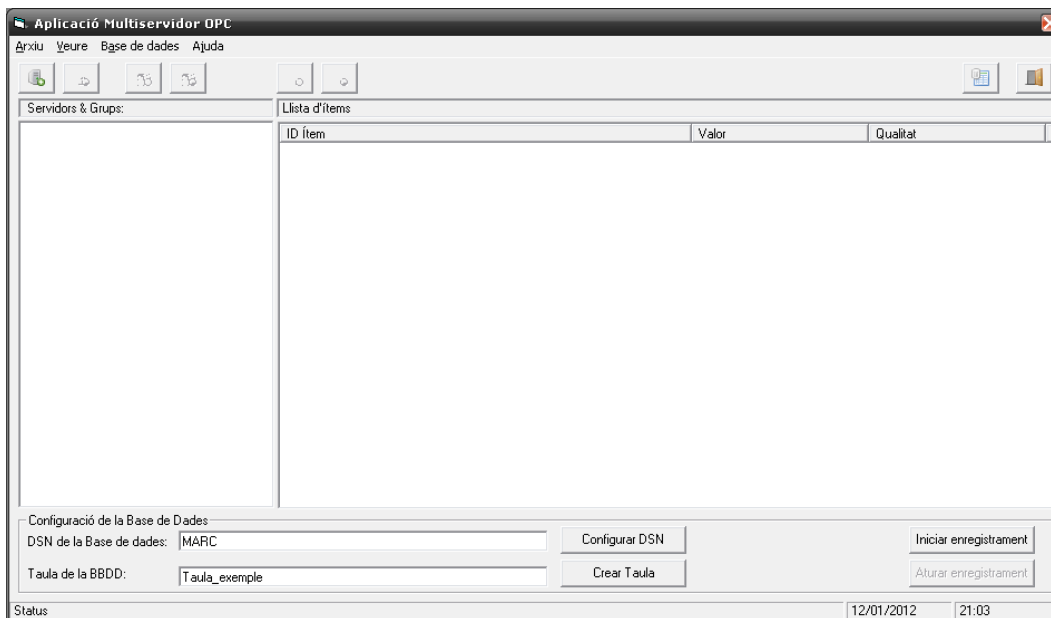 Aplicació Multiservidor OPC
Arxiu Veure Base de dades Ajuda
Servidors & Grups: Llista d'ítems
ID Ítem Valor Qualitat
Configuració de la Base de Dades
DSN de la Base de dades: MARC Configurar DSN Iniciar enregistrament
Taula de la BBDD: Taula_exemple Crear Taula Aturar enregistrament
Status 12/01/2012 21:03